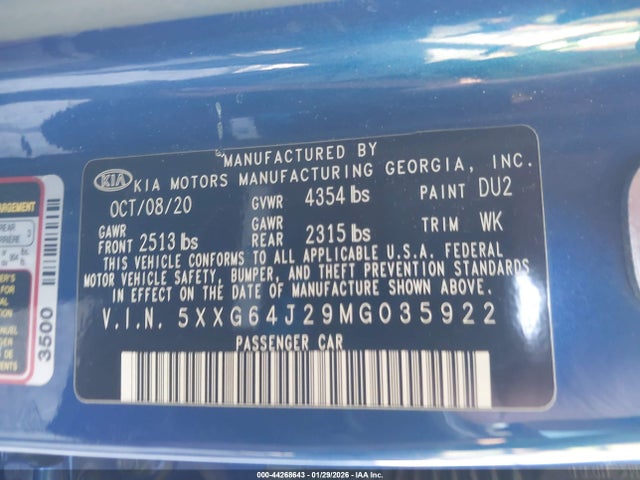 MANUFACTURED BY
KIA KIA MOTORS MANUFACTURING GEORGIA, INC.
OCT/08/20 GVWR 4354 lbs PAINT DU2
GAWR FRONT 2513 lbs GAWR REAR 2315 lbs TRIM WK
THIS VEHICLE CONFORMS TO ALL APPLICABLE U.S.A. FEDERAL
MOTOR VEHICLE SAFETY, BUMPER, AND THEFT PREVENTION STANDARDS
IN EFFECT ON THE DATE OF MANUFACTURE SHOWN ABOVE.
V.I.N. 5XXG64J29MG035922
PASSENGER CAR
3500
000-44268643 | 01/29/2026 - IAA Inc.